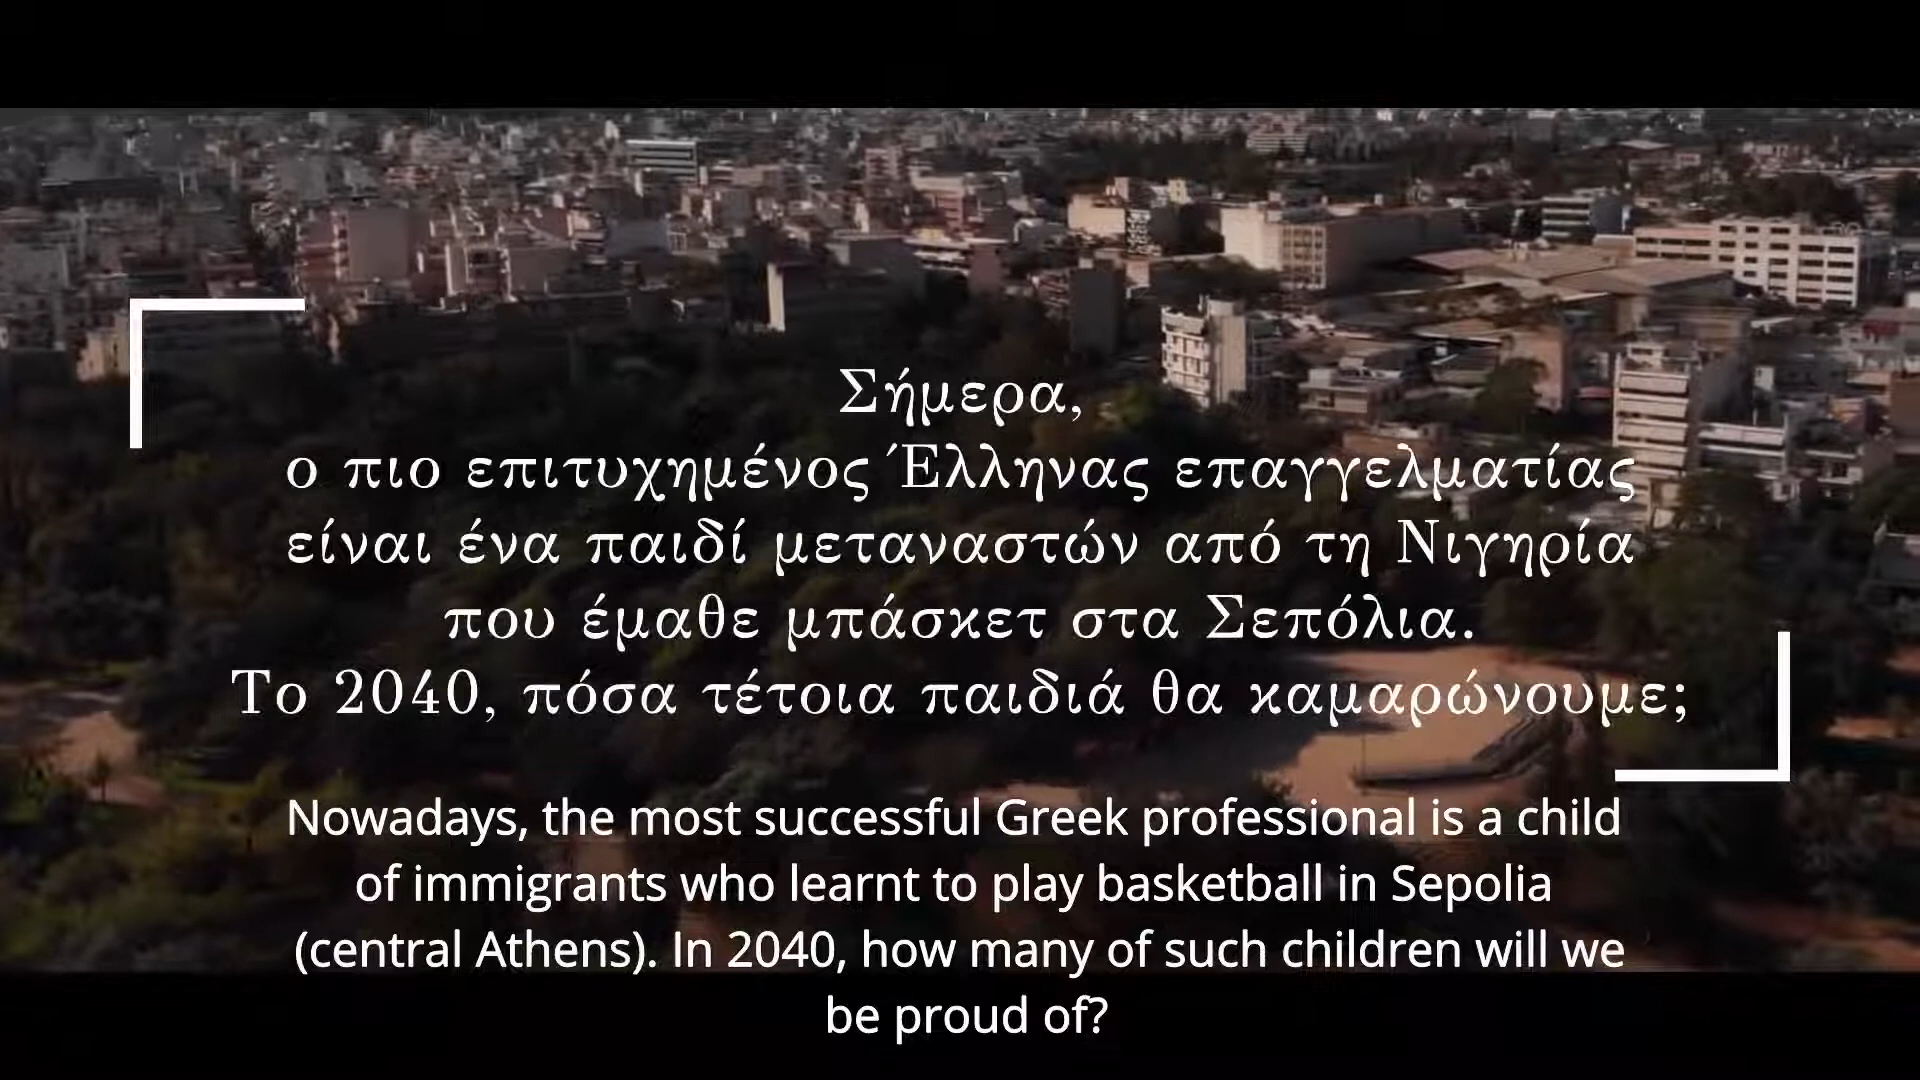 Σήμερα,
ο πιο επιτυχημένος Έλληνας επαγγελματίας
είναι ένα παιδί μεταναστών από τη Νιγηρία
που έμαθε μπάσκετ στα Σεπόλια.
Το 2040, πόσα τέτοια παιδιά θα καμαρώνουμε;
Nowadays, the most successful Greek professional is a child
of immigrants who learnt to play basketball in Sepolia
(central Athens). In 2040, how many of such children will we
be proud of?